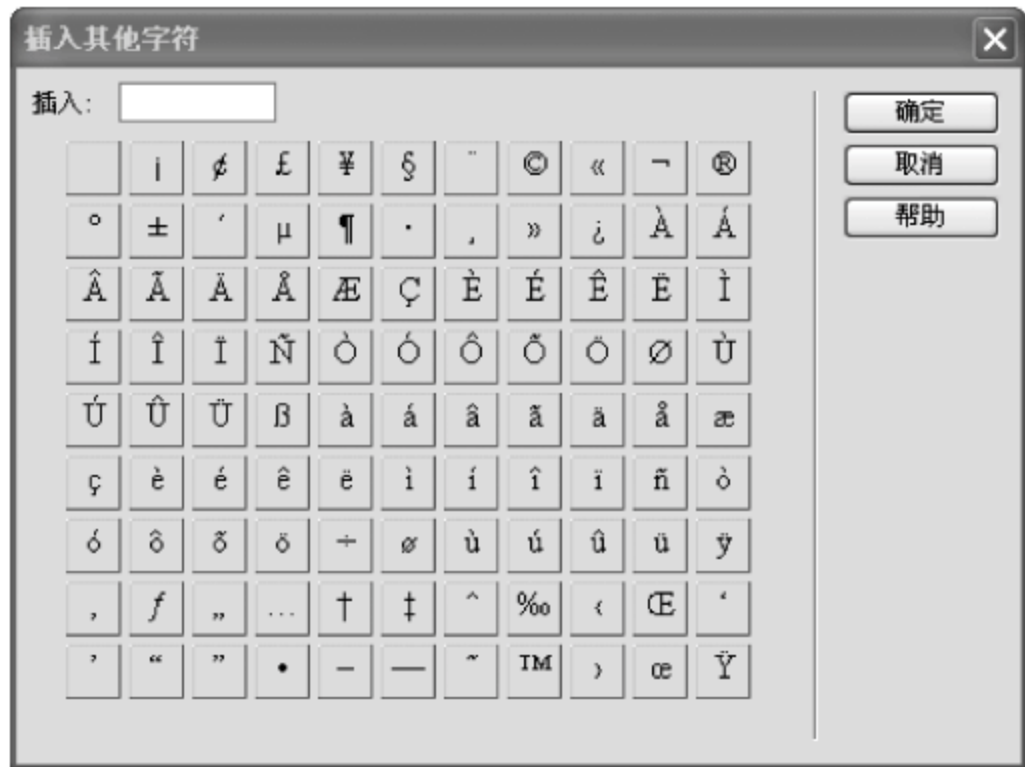 插入其他字符
插入:
确定
取消
帮助
¡ ¢ £ ¥ § ¨ © « ¬ ®
° ± ´ µ ¶ · ¸ » ¿ À Á
Â Ã Ä Å Æ Ç È É Ê Ë Ì
Í Î Ï Ñ Ò Ó Ô Õ Ö Ø Ù
Ú Û Ü ß à á â ã ä å æ
ç è é ê ë ì í î ï ñ ò
ó ô õ ö ÷ ø ù ú û ü ÿ
‚ ƒ „ … † ‡ ˆ ‰ ‹ Œ ‘
’ “ ” • – — ˜ ™ › œ Ÿ